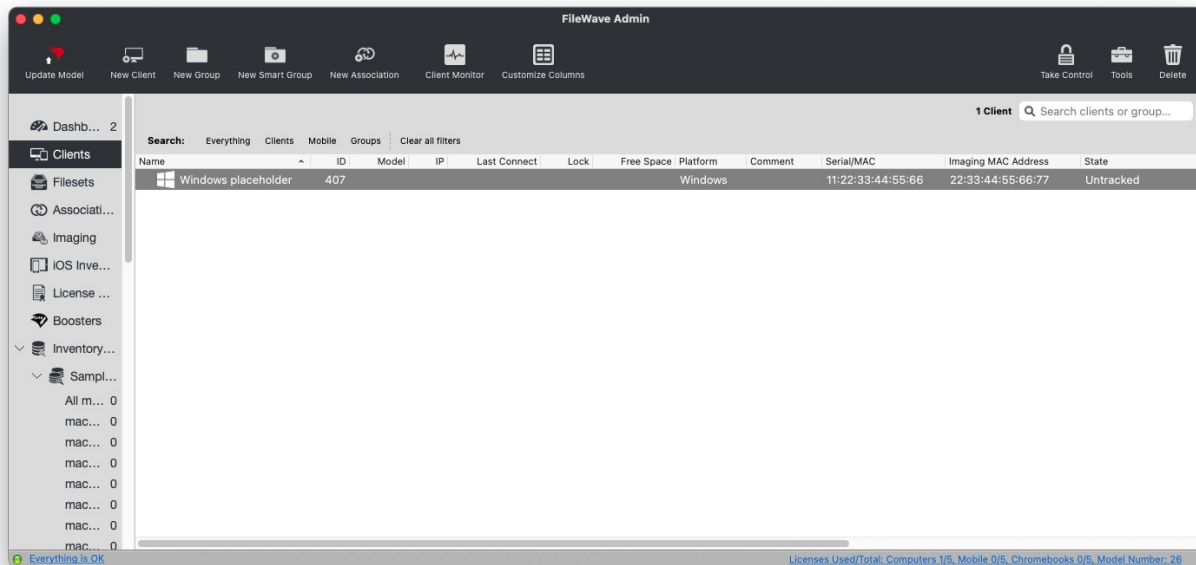 FileWave Admin
Update Model New Client New Group New Smart Group New Association Client Monitor Customize Columns Take Control Tools Delete
1 Client Search clients or group...
Dashb... 2
Clients
Filesets
Associati...
Imaging
iOS Inve...
License ...
Boosters
Inventory...
Sampl...
All m... 0
mac... 0
mac... 0
mac... 0
mac... 0
mac... 0
mac... 0
mac... 0
Search: Everything Clients Mobile Groups Clear all filters
Name ID Model IP Last Connect Lock Free Space Platform Comment Serial/MAC Imaging MAC Address State
Windows placeholder 407 Windows 11:22:33:44:55:66 22:33:44:55:66:77 Untracked
Everything is OK Licenses Used/Total: Computers 1/5, Mobile 0/5, Chromebooks 0/5, Model Number: 26